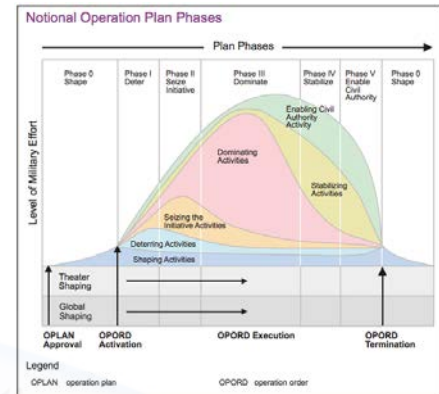 Notional Operation Plan Phases
Plan Phases
Phase 0
Shape
Phase I
Deter
Phase II
Seize
Initiative
Phase III
Dominate
Phase IV
Stabilize
Phase V
Enable
Civil
Authority
Phase 0
Shape
Level of Military Effort
Enabling Civil
Authority
Activity
Dominating
Activities
Stabilizing
Activities
Seizing the
Initiative Activities
Deterring Activities
Shaping Activities
Theater
Shaping
Global
Shaping
OPLAN
Approval
OPORD
Activation
OPORD Execution
OPORD
Termination
Legend
OPLAN operation plan
OPORD operation order